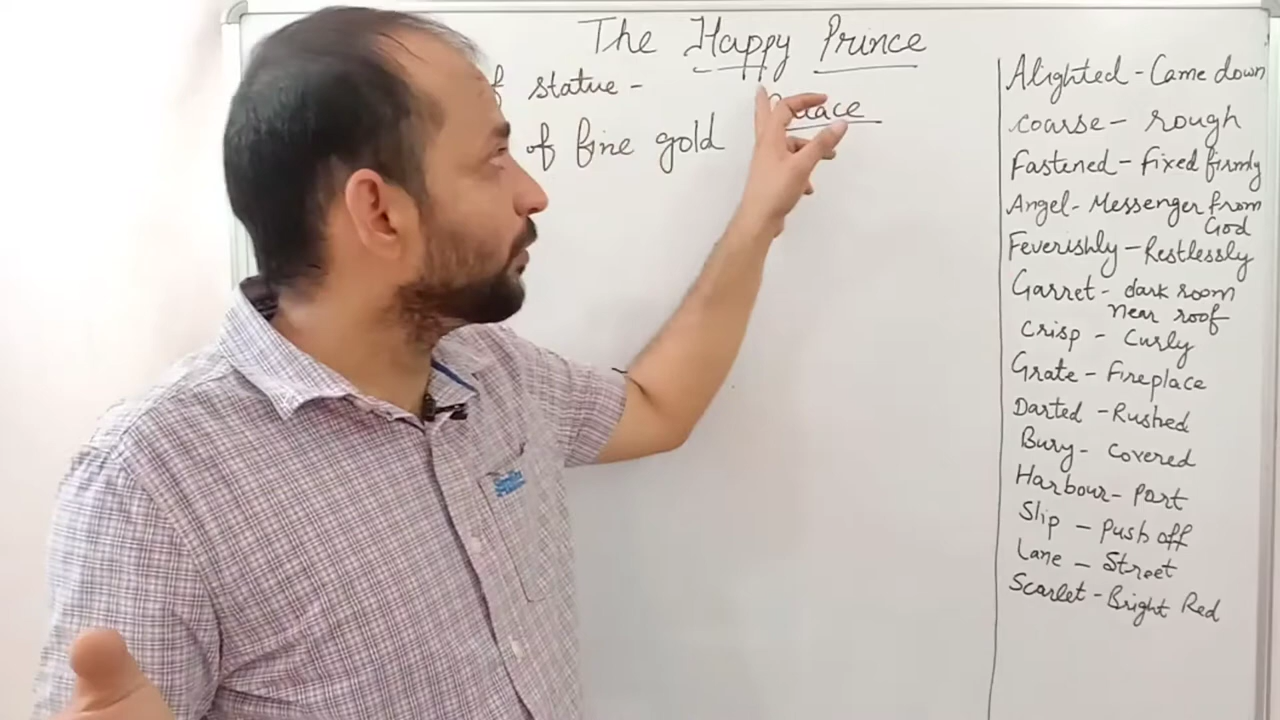 The Happy Prince
statue -
of fine gold
Alighted - Came down
coarse - rough
Fastened - fixed firmly
Angel - Messenger from
God
Feverishly - Restlessly
Garret - dark room
near roof
Crisp - Curly
Grate - Fireplace
Darted - Rushed
Bury - Covered
Harbour - Port
Slip - Push off
Lane - Street
Scarlet - Bright Red